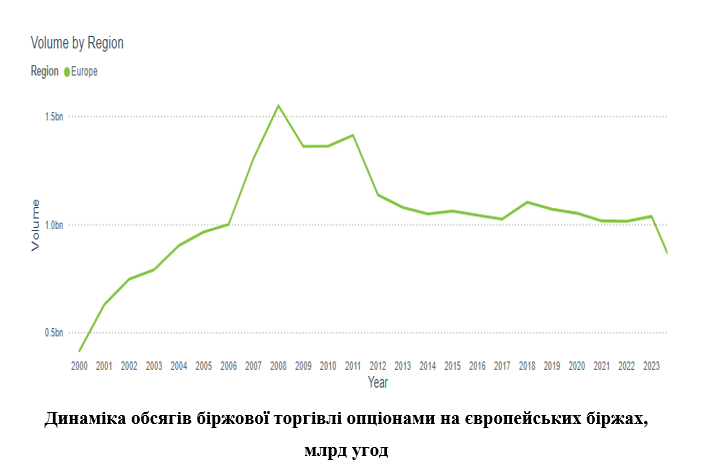 Volume by Region
Region Europe
1.5bn
1.0bn
0.5bn
Volume
2000 2001 2002 2003 2004 2005 2006 2007 2008 2009 2010 2011 2012 2013 2014 2015 2016 2017 2018 2019 2020 2021 2022 2023
Year
Динаміка обсягів біржової торгівлі опціонами на європейських біржах,
млрд угод